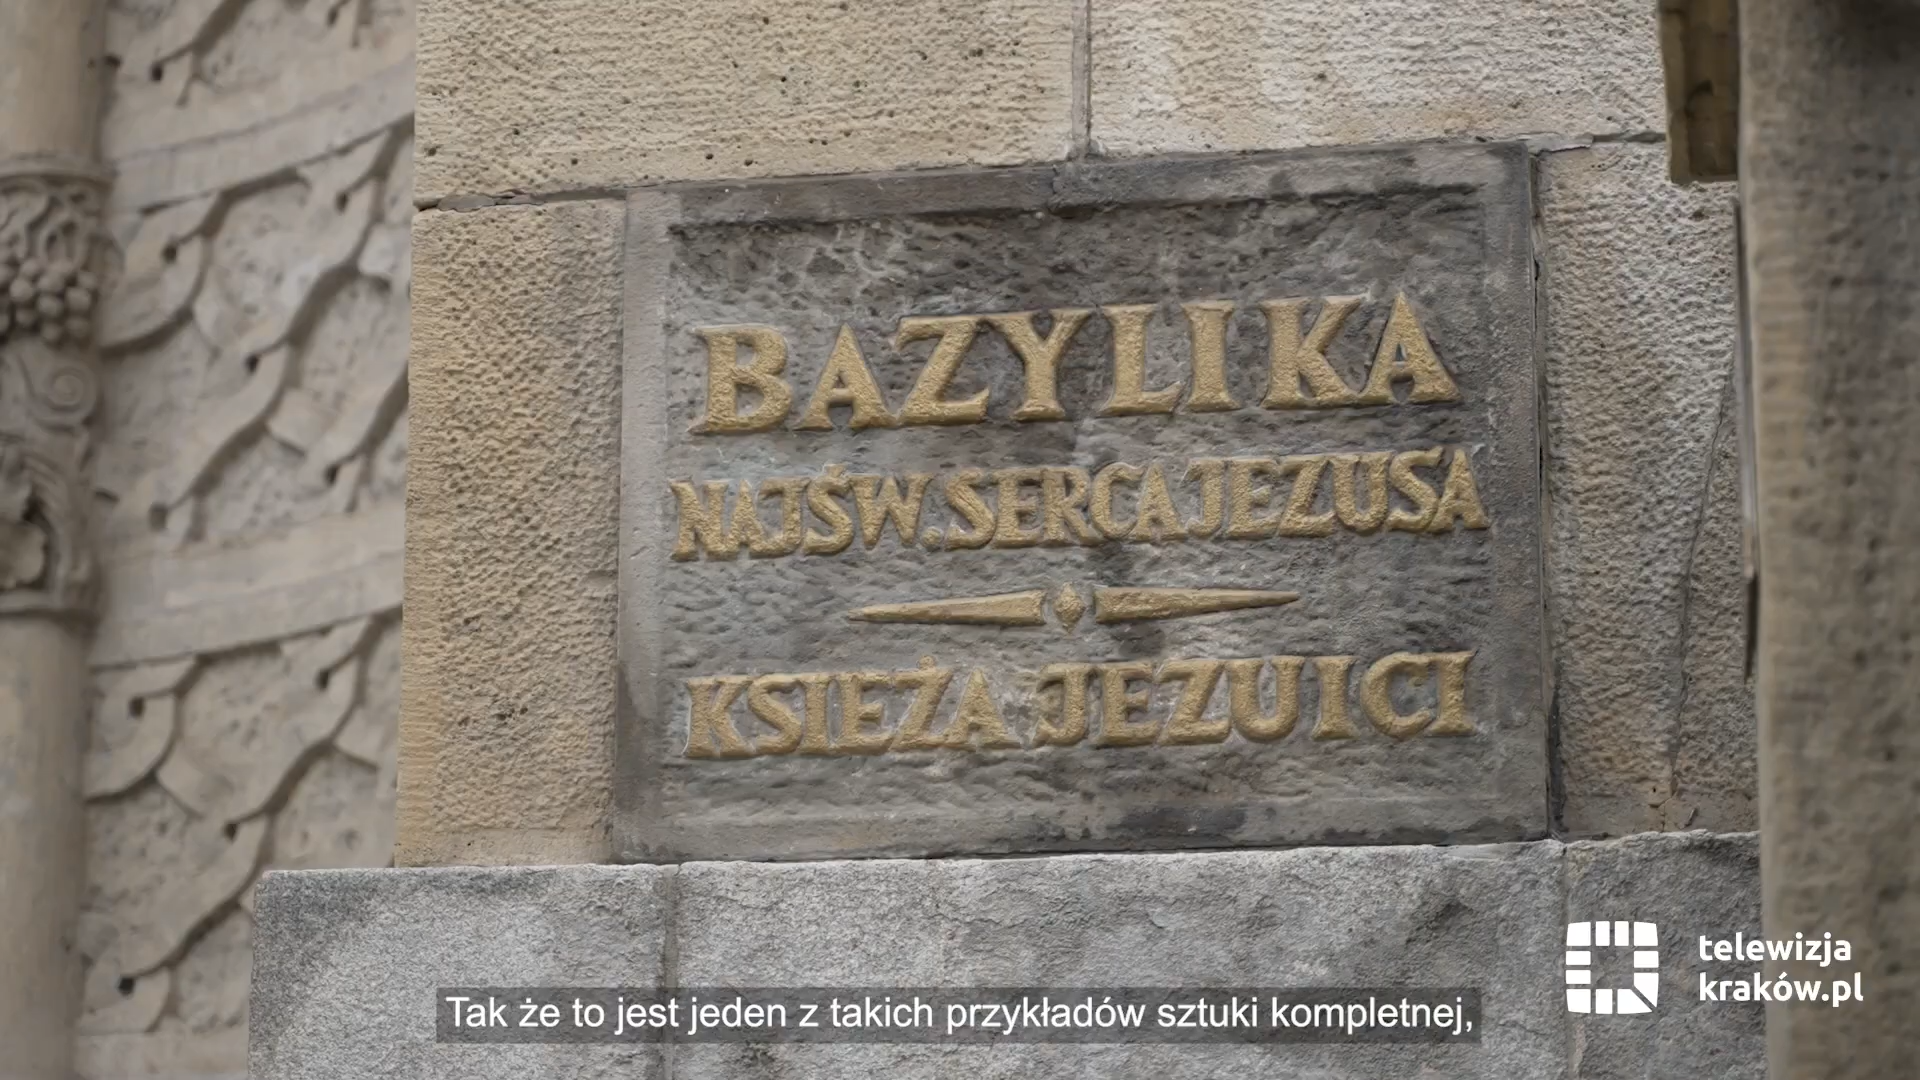 BAZYLIKA
NAJŚW. SERCA JEZUSA
KSIEŻA JEZUICI
telewizja
kraków.pl
Tak że to jest jeden z takich przykładów sztuki kompletnej,